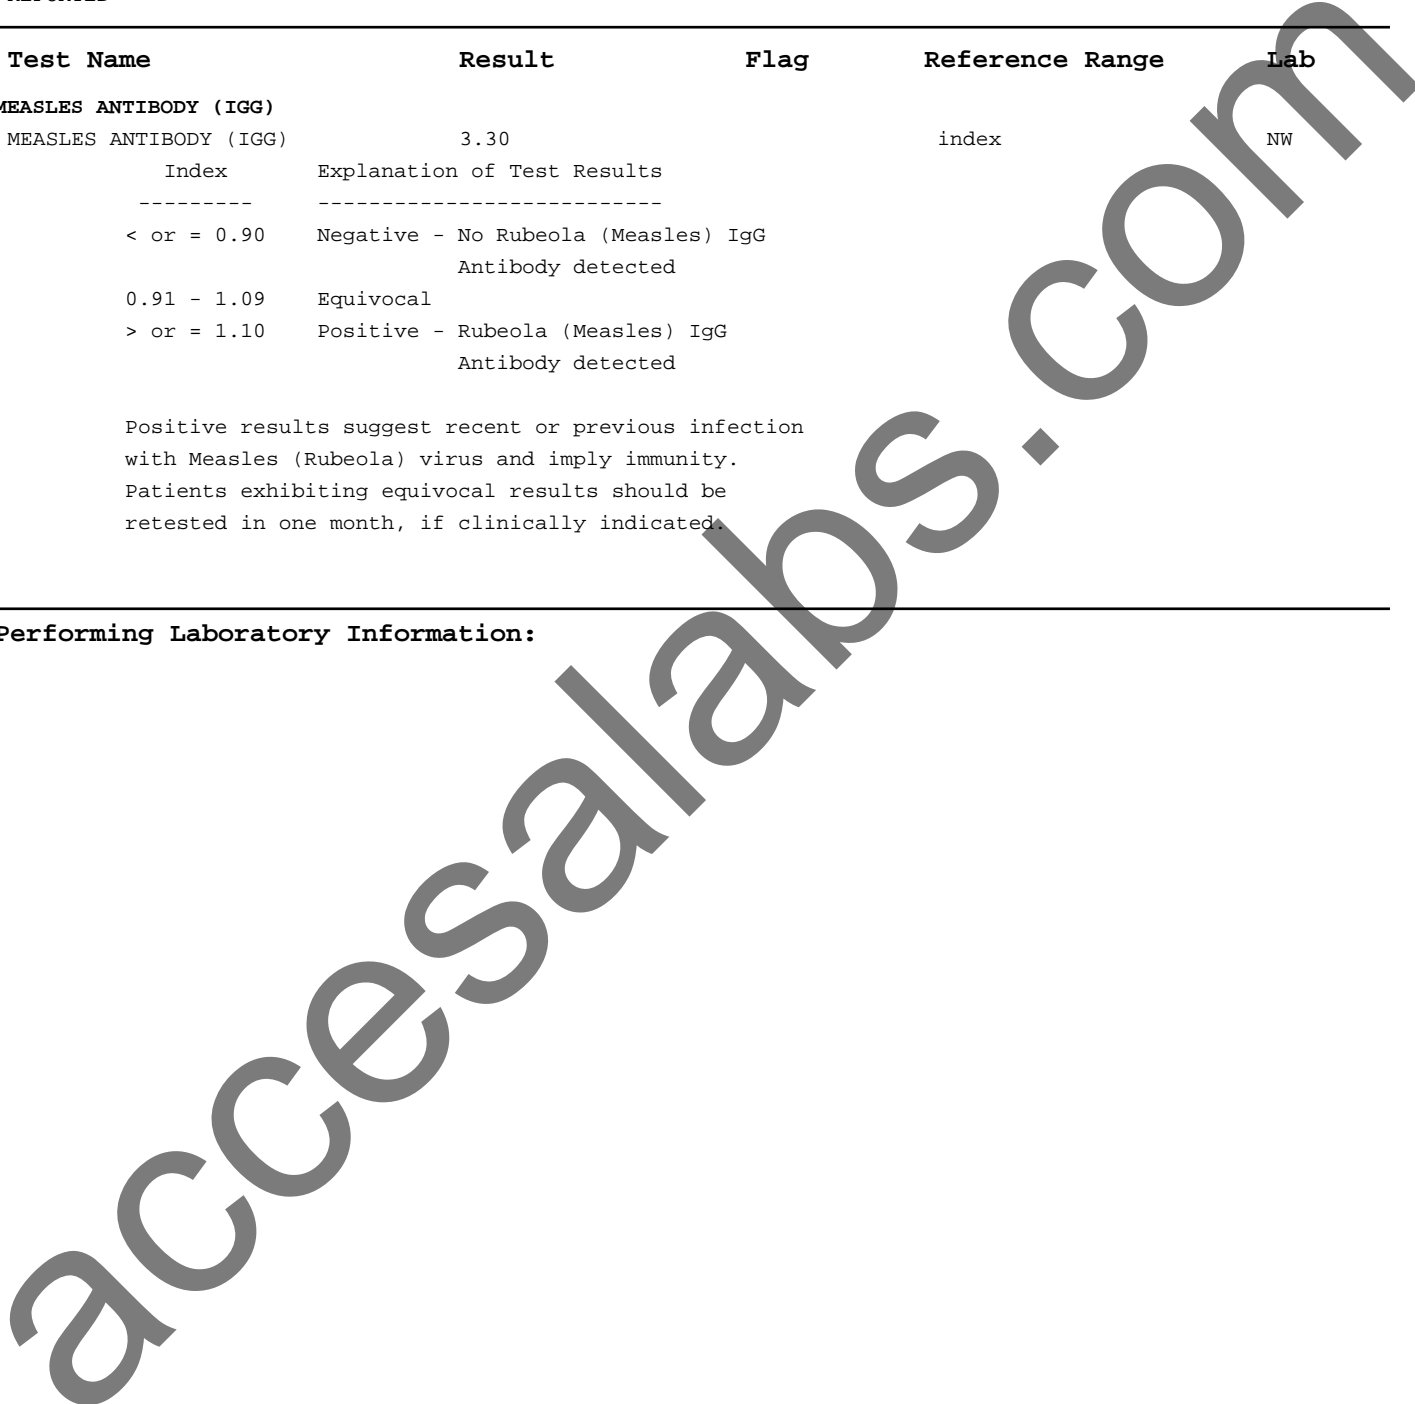 Test Name Result Flag Reference Range Lab
MEASLES ANTIBODY (IGG)
MEASLES ANTIBODY (IGG) 3.30 index NW
Index Explanation of Test Results
--------- ---------------------------
< or = 0.90 Negative - No Rubeola (Measles) IgG
Antibody detected
0.91 - 1.09 Equivocal
> or = 1.10 Positive - Rubeola (Measles) IgG
Antibody detected
Positive results suggest recent or previous infection
with Measles (Rubeola) virus and imply immunity.
Patients exhibiting equivocal results should be
retested in one month, if clinically indicated.
Performing Laboratory Information:
accesalabs.com